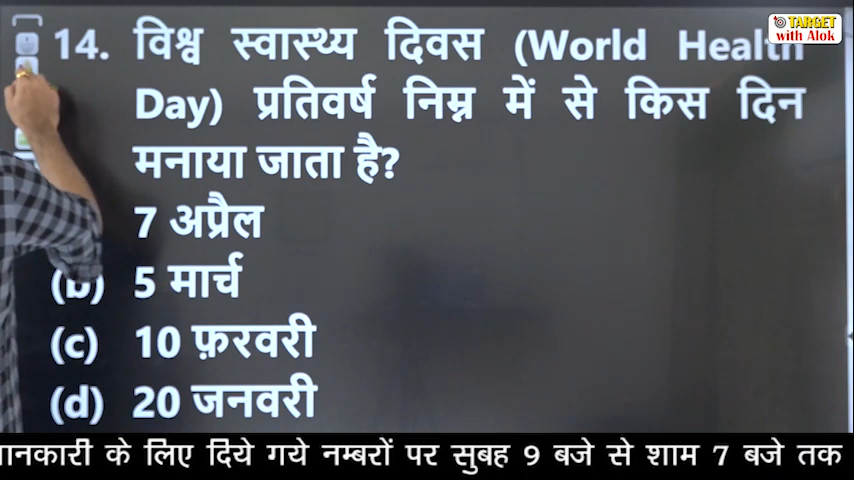 TARGET
with Alok
14. विश्व स्वास्थ्य दिवस (World Health
Day) प्रतिवर्ष निम्न में से किस दिन
मनाया जाता है?
7 अप्रैल
(b) 5 मार्च
(c) 10 फ़रवरी
(d) 20 जनवरी
ानकारी के लिए दिये गये नम्बरों पर सुबह 9 बजे से शाम 7 बजे तक